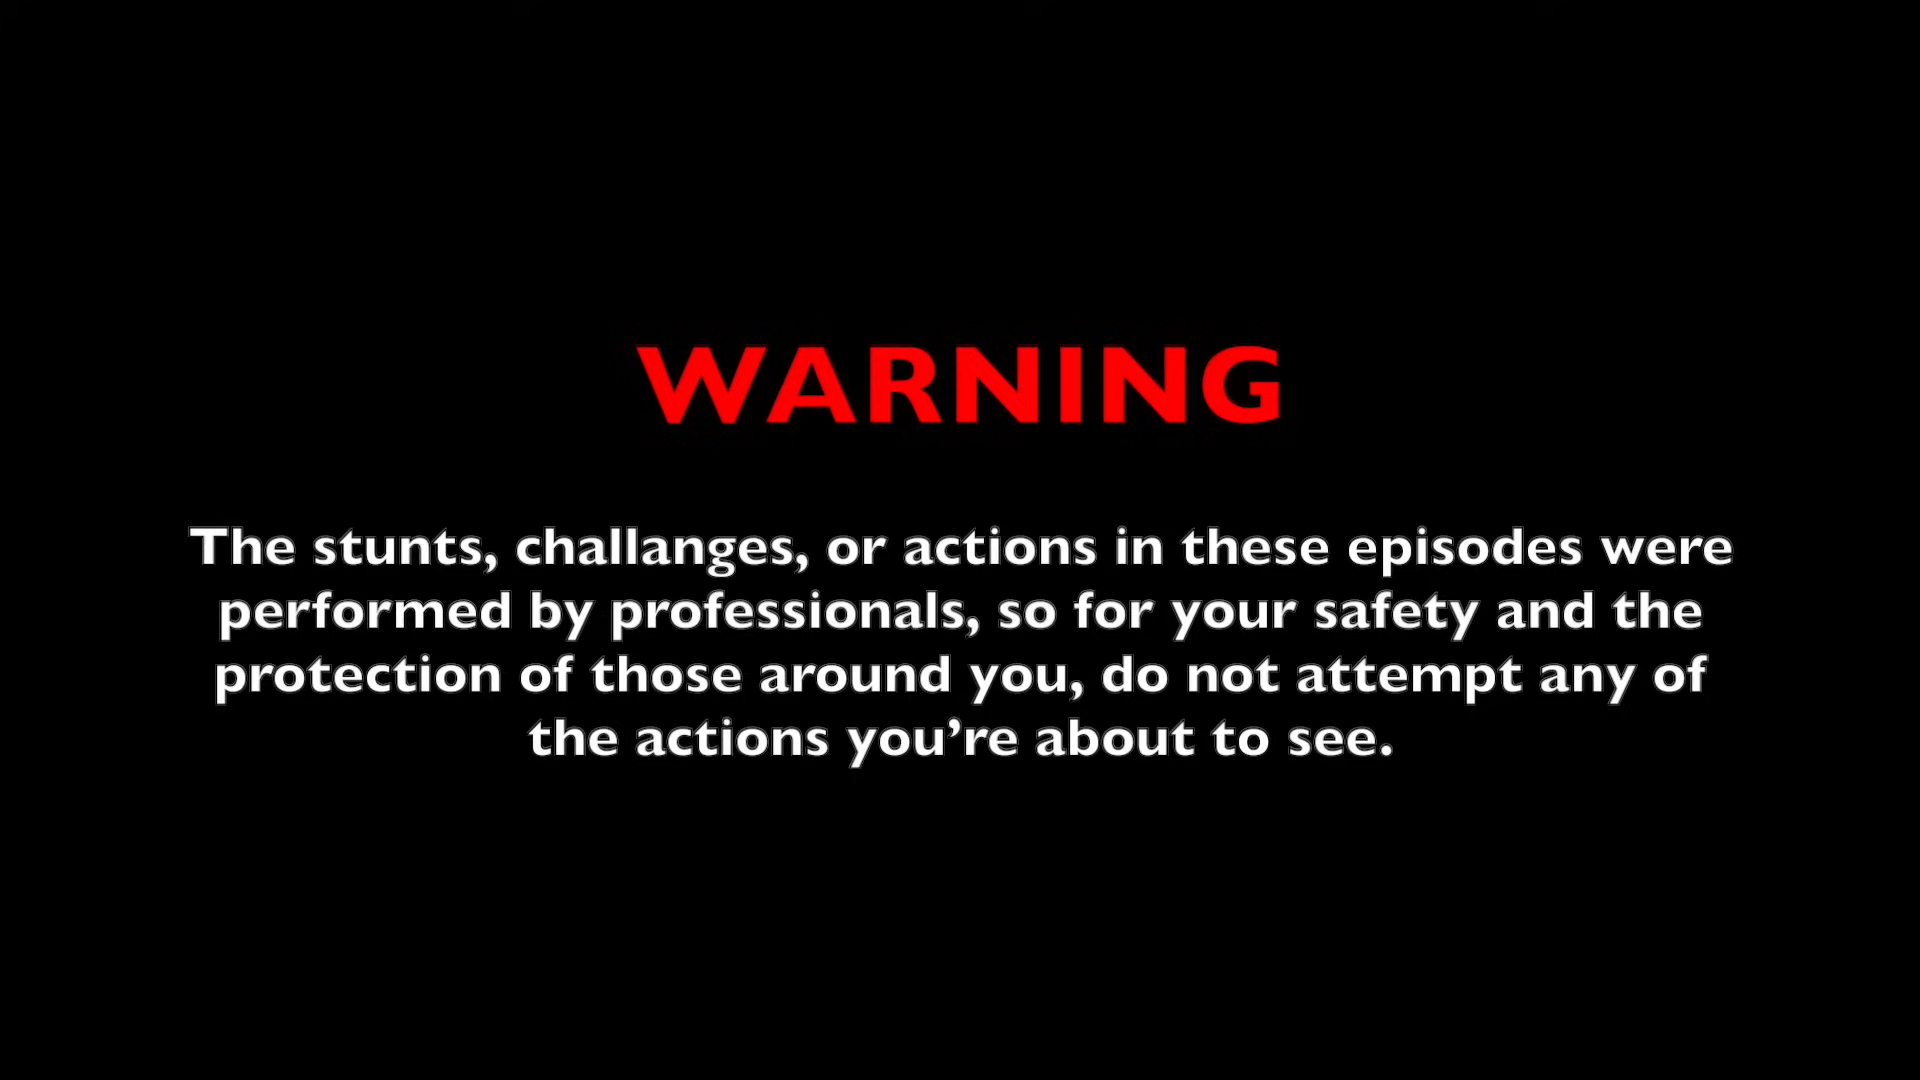 WARNING
The stunts, challanges, or actions in these episodes were
performed by professionals, so for your safety and the
protection of those around you, do not attempt any of
the actions you’re about to see.